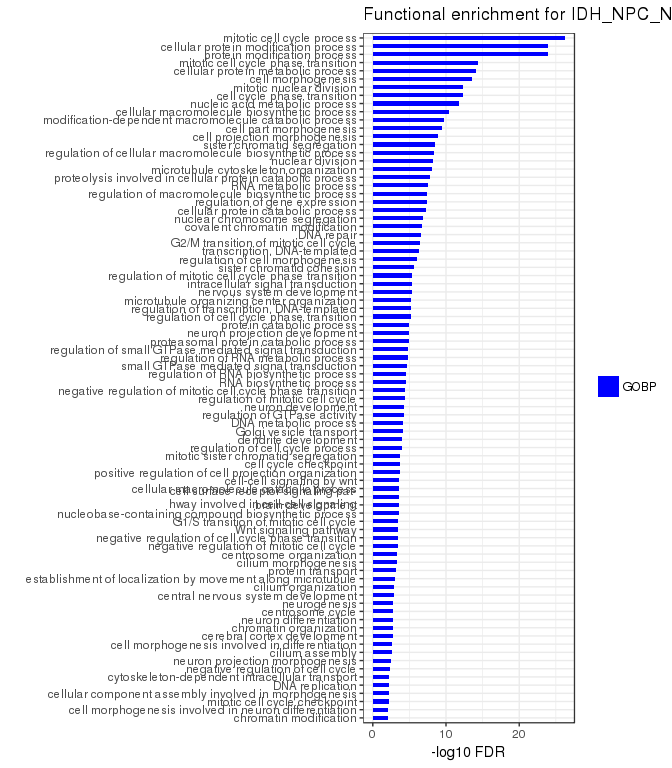 Functional enrichment for IDH_NPC_N
mitotic cell cycle process
cellular protein modification process
protein modification process
mitotic cell cycle phase transition
cellular protein metabolic process
cell morphogenesis
mitotic nuclear division
cell cycle phase transition
nucleic acid metabolic process
cellular macromolecule biosynthetic process
modification-dependent macromolecule catabolic process
cell part morphogenesis
cell projection morphogenesis
sister chromatid segregation
regulation of cellular macromolecule biosynthetic process
nuclear division
microtubule cytoskeleton organization
proteolysis involved in cellular protein catabolic process
RNA metabolic process
regulation of macromolecule biosynthetic process
regulation of gene expression
cellular protein catabolic process
nuclear chromosome segregation
covalent chromatin modification
DNA repair
G2/M transition of mitotic cell cycle
transcription, DNA-templated
regulation of cell morphogenesis
sister chromatid cohesion
regulation of mitotic cell cycle phase transition
intracellular signal transduction
nervous system development
microtubule organizing center organization
regulation of transcription, DNA-templated
regulation of cell cycle phase transition
protein catabolic process
neuron projection development
proteasomal protein catabolic process
regulation of small GTPase mediated signal transduction
regulation of RNA metabolic process
small GTPase mediated signal transduction
regulation of RNA biosynthetic process
RNA biosynthetic process
negative regulation of mitotic cell cycle phase transition
regulation of mitotic cell cycle
neuron development
regulation of GTPase activity
DNA metabolic process
Golgi vesicle transport
dendrite development
regulation of cell cycle process
mitotic sister chromatid segregation
cell cycle checkpoint
positive regulation of cell projection organization
cell-cell signaling by wnt
cellular macromolecule catabolic process
cell surface receptor signaling pat
hway involved in cell-cell signaling
brain development
nucleobase-containing compound biosynthetic process
G1/S transition of mitotic cell cycle
Wnt signaling pathway
negative regulation of cell cycle phase transition
negative regulation of mitotic cell cycle
centrosome organization
cilium morphogenesis
protein transport
establishment of localization by movement along microtubule
cilium organization
central nervous system development
neurogenesis
centrosome cycle
neuron differentiation
chromatin organization
cerebral cortex development
cell morphogenesis involved in differentiation
cilium assembly
neuron projection morphogenesis
negative regulation of cell cycle
cytoskeleton-dependent intracellular transport
DNA replication
cellular component assembly involved in morphogenesis
mitotic cell cycle checkpoint
cell morphogenesis involved in neuron differentiation
chromatin modification
0 10 20
-log10 FDR
GOBP